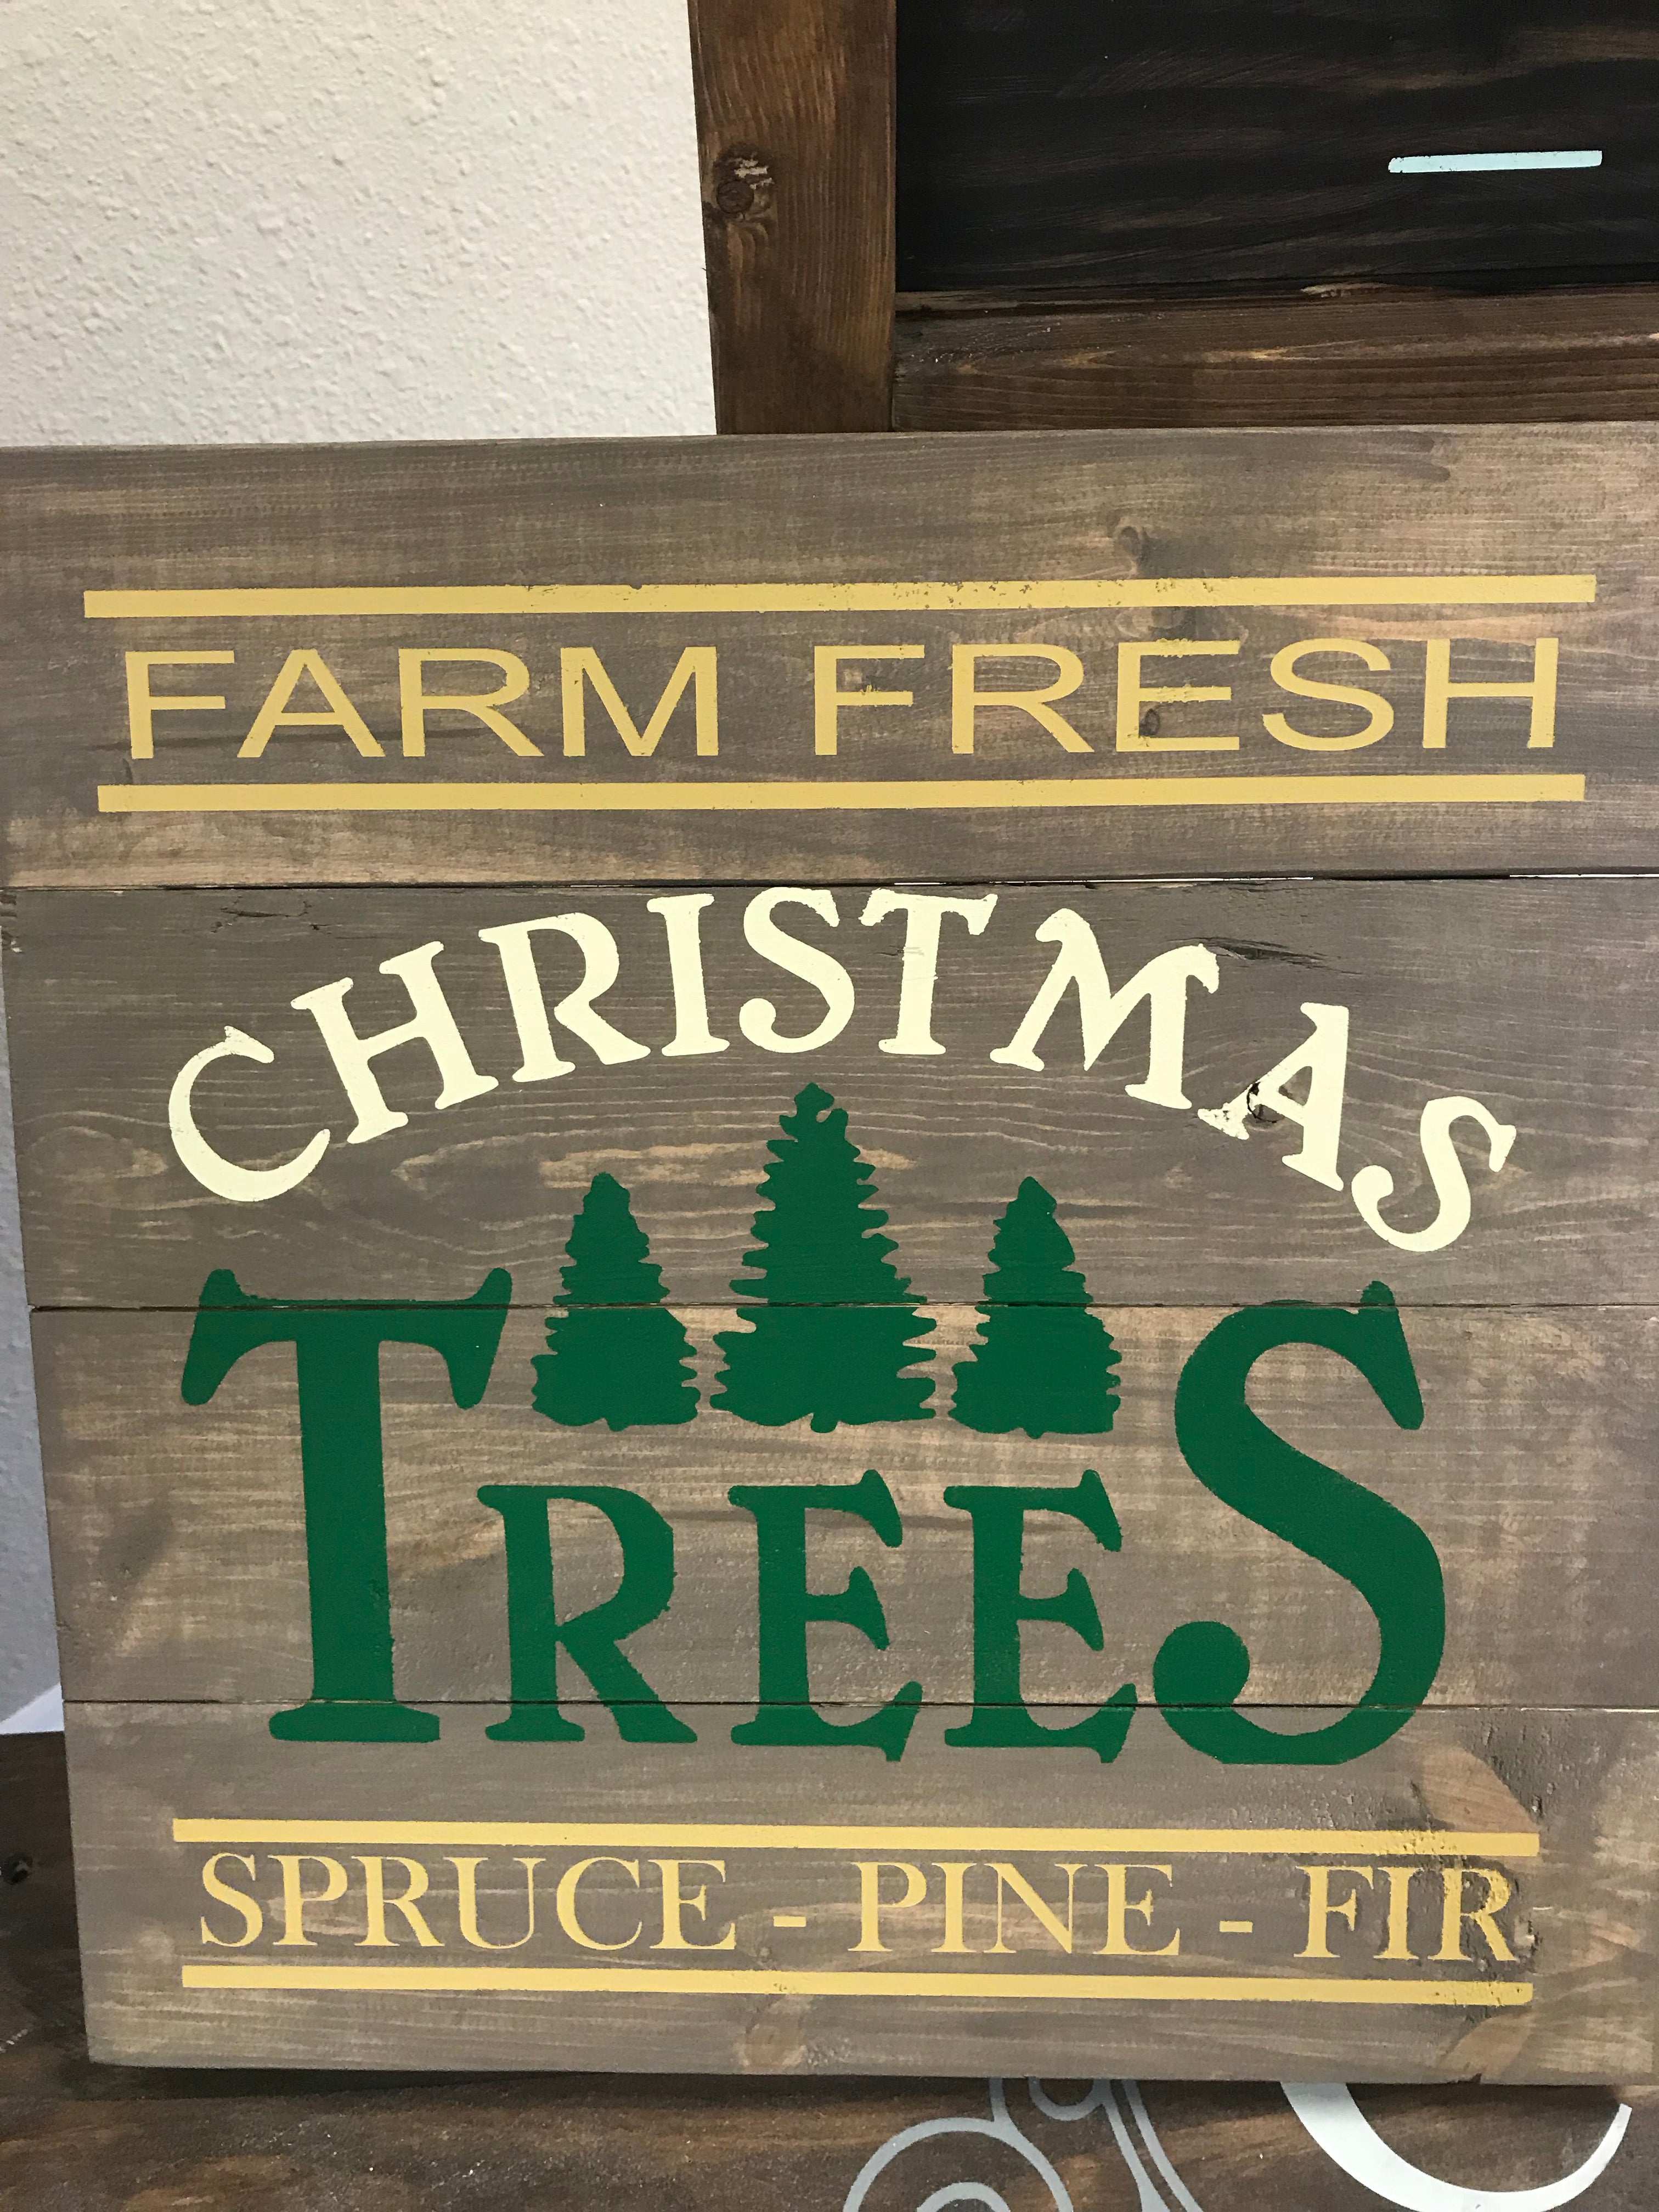 FARM FRESH
CHRISTMAS
TREES
SPRUCE - PINE - FIR